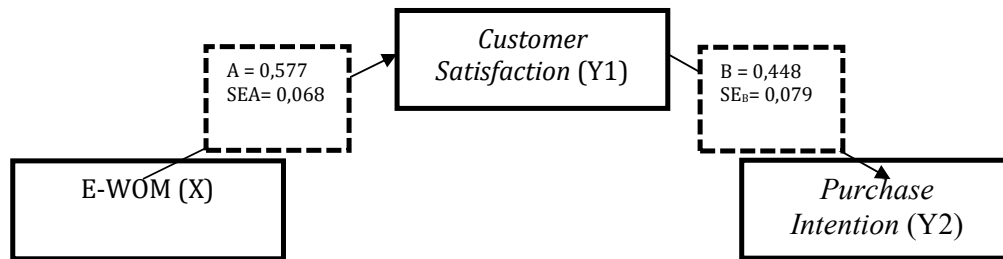 Customer
Satisfaction (Y1)
A = 0,577
SEA= 0,068
B = 0,448
SEB= 0,079
E-WOM (X)
Purchase
Intention (Y2)